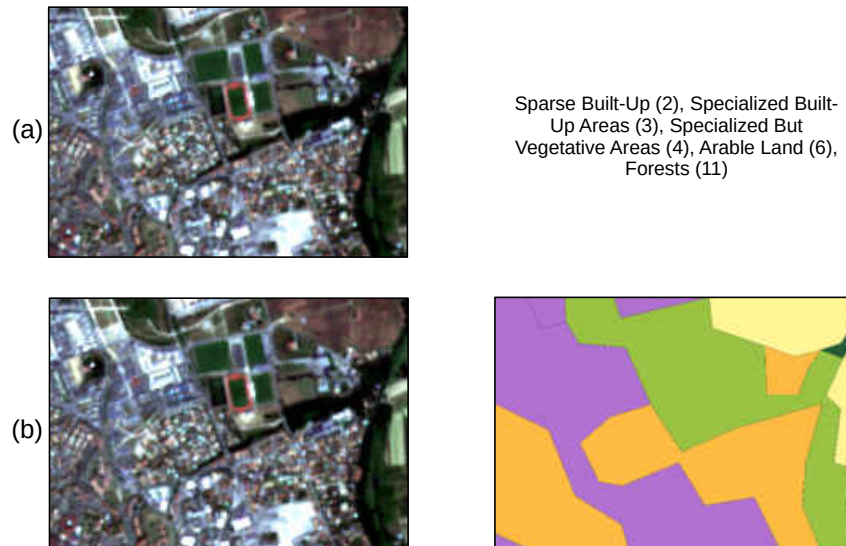 (a)
Sparse Built-Up (2), Specialized Built-
Up Areas (3), Specialized But
Vegetative Areas (4), Arable Land (6),
Forests (11)
(b)